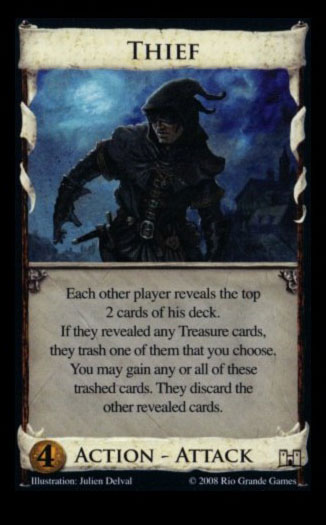 THIEF
Each other player reveals the top
2 cards of his deck.
If they revealed any Treasure cards,
they trash one of them that you choose.
You may gain any or all of these
trashed cards. They discard the
other revealed cards.
4 ACTION - ATTACK
Illustration: Julien Delval © 2008 Rio Grande Games